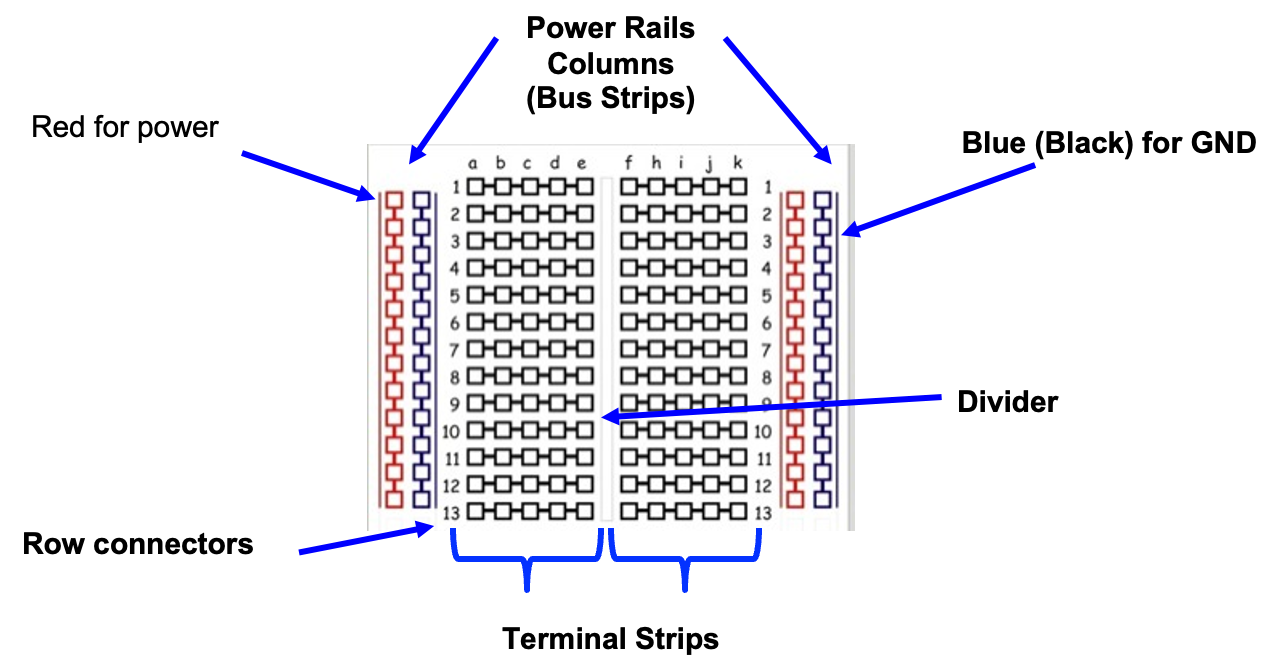 Power Rails
Columns
(Bus Strips)
Red for power
Blue (Black) for GND
a b c d e f h i j k
1 1
2 2
3 3
4 4
5 5
6 6
7 7
8 8
9 9
10 10
11 11
12 12
13 13
Divider
Row connectors
Terminal Strips